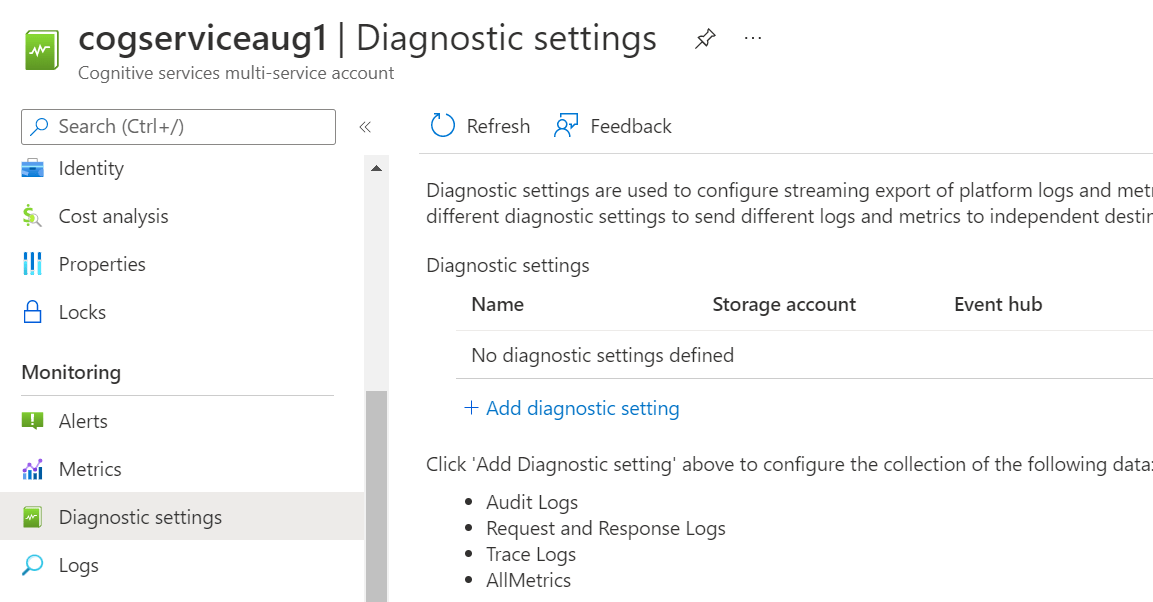 cogserviceaug1 | Diagnostic settings ...
Cognitive services multi-service account
Search (Ctrl+/)
«
Identity
Cost analysis
Properties
Locks
Monitoring
Alerts
Metrics
Diagnostic settings
Logs
Refresh
Feedback
Diagnostic settings are used to configure streaming export of platform logs and
different diagnostic settings to send different logs and metrics to independent
Diagnostic settings
Name Storage account Event hub
No diagnostic settings defined
+ Add diagnostic setting
Click 'Add Diagnostic setting' above to configure the collection of the following data:
• Audit Logs
• Request and Response Logs
• Trace Logs
• AllMetrics